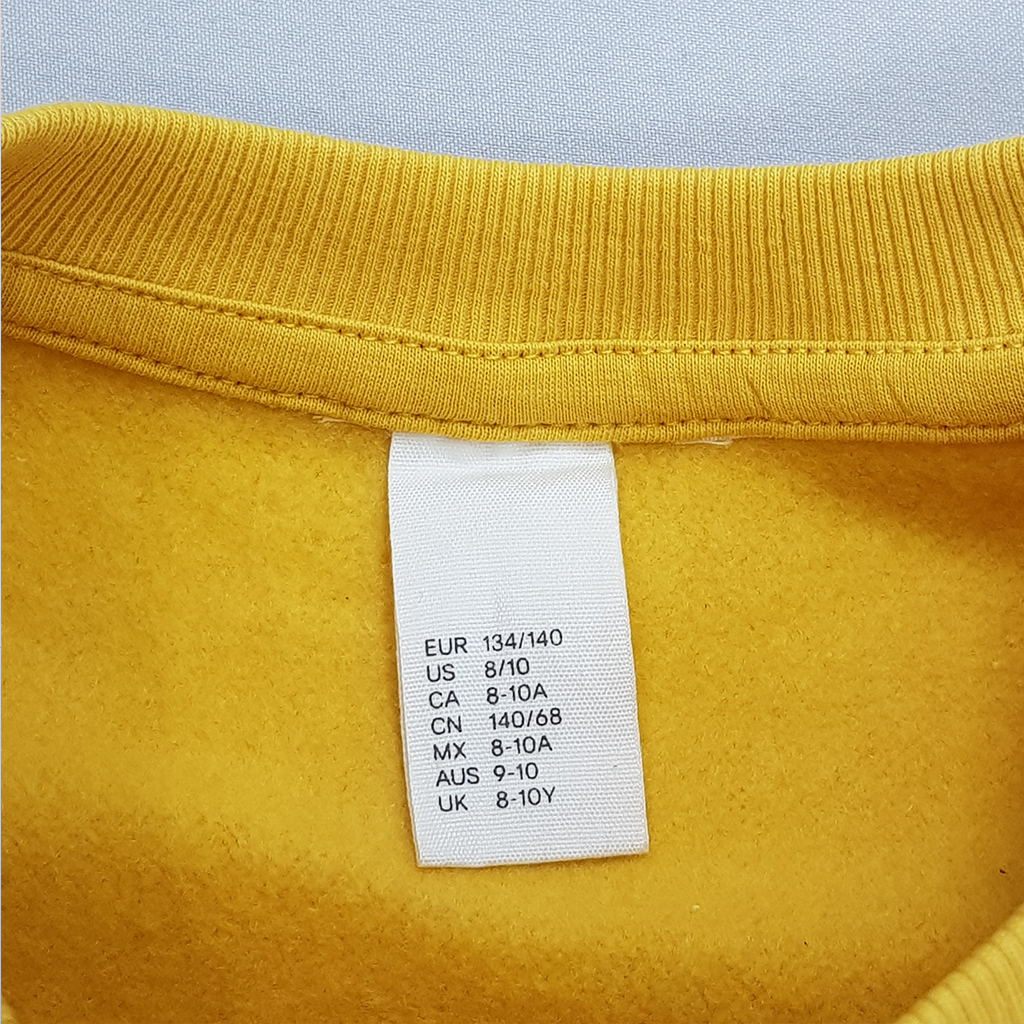 EUR 134/140
US 8/10
CA 8-10A
CN 140/68
MX 8-10A
AUS 9-10
UK 8-10Y